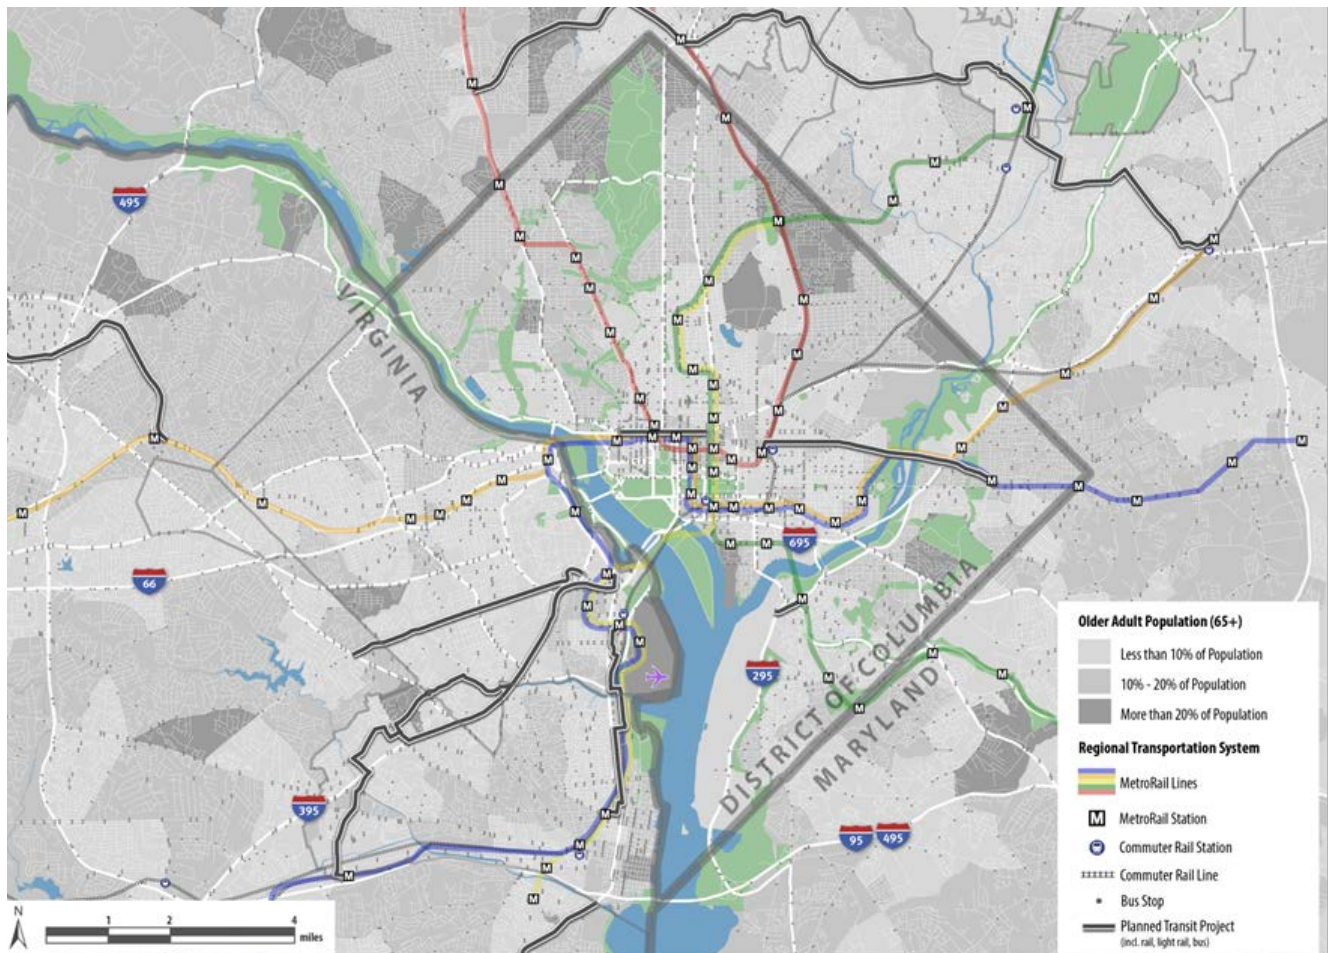 495
VIRGINIA
66
695
295
DISTRICT OF COLUMBIA
MARYLAND
395
95
495
N
1
2
4
miles
Older Adult Population (65+)
Less than 10% of Population
10% - 20% of Population
More than 20% of Population
Regional Transportation System
MetroRail Lines
M MetroRail Station
Commuter Rail Station
Commuter Rail Line
Bus Stop
Planned Transit Project
(incl. rail, light rail, bus)